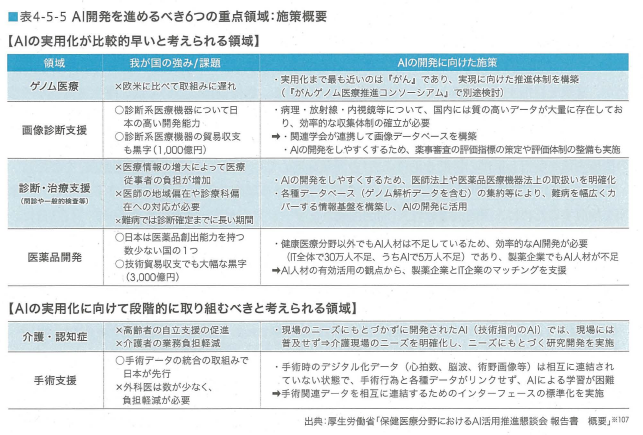 ■表4-5-5 AI開発を進めるべき6つの重点領域：施策概要
【AIの実用化が比較的早いと考えられる領域】
領域 我が国の強み／課題 AIの開発に向けた施策
ゲノム医療
×欧米に比べて取組みに遅れ
・実用化まで最も近いのは『がん』であり、実現に向けた推進体制を構築
（『がんゲノム医療推進コンソーシアム』で別途検討）
画像診断支援
○診断系医療機器について日
本の高い開発能力
○診断系医療機器の貿易収支
も黒字（1,000億円）
・病理・放射線・内視鏡等について、国内には質の高いデータが大量に存在してお
り、効率的な収集体制の確立が必要
➡・関連学会が連携して画像データベースを構築
・AIの開発をしやすくするため、薬事審査の評価指標の策定や評価体制の整備も実施
診断・治療支援
（問診や一般的検査等）
×医療情報の増大によって医療
従事者の負担が増加
×医師の地域偏在や診療科偏
在への対応が必要
×難病では診断確定までに長い期間
・AIの開発をしやすくするため、医師法上や医薬品医療機器法上の取扱いを明確化
・各種データベース（ゲノム解析データを含む）の集約等により、難病を幅広くカ
バーする情報基盤を構築し、AIの開発に活用
医薬品開発
○日本は医薬品創出能力を持つ
数少ない国の1つ
○技術貿易収支でも大幅な黒字
（3,000億円）
・健康医療分野以外でもAI人材は不足しているため、効率的なAI開発が必要
（IT全体で30万人不足、うちAIで5万人不足）であり、製薬企業でもAI人材が不足
➡AI人材の有効活用の観点から、製薬企業とIT企業のマッチングを支援
【AIの実用化に向けて段階的に取り組むべきと考えられる領域】
介護・認知症
×高齢者の自立支援の促進
×介護者の業務負担軽減
・現場のニーズにもとづかずに開発されたAI（技術指向のAI）では、現場には
普及せず⇒介護現場のニーズを明確化し、ニーズにもとづく研究開発を実施
手術支援
○手術データの統合の取組みで
日本が先行
×外科医は数が少なく、
負担軽減が必要
・手術時のデジタル化データ（心拍数、脳波、術野画像等）は相互に連結され
ていない状態で、手術行為と各種データがリンクせず、AIによる学習が困難
➡手術関連データを相互に連結するためのインターフェースの標準化を実施
出典：厚生労働省「保健医療分野におけるAI活用推進懇談会 報告書 概要」※107